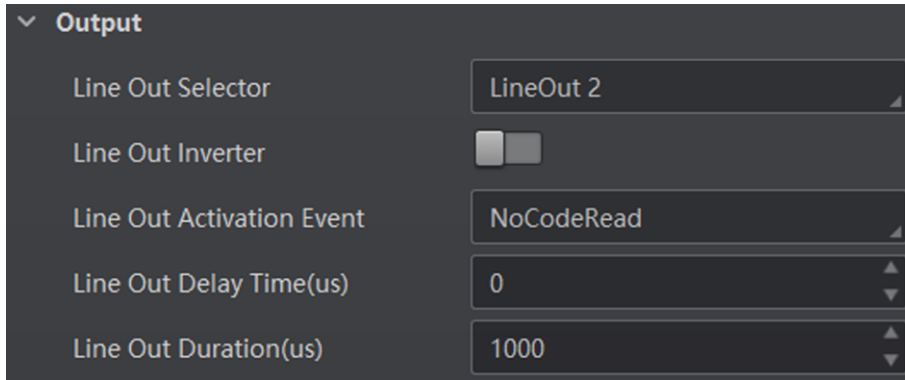 Output
Line Out Selector LineOut 2
Line Out Inverter
Line Out Activation Event NoCodeRead
Line Out Delay Time(us) 0
Line Out Duration(us) 1000